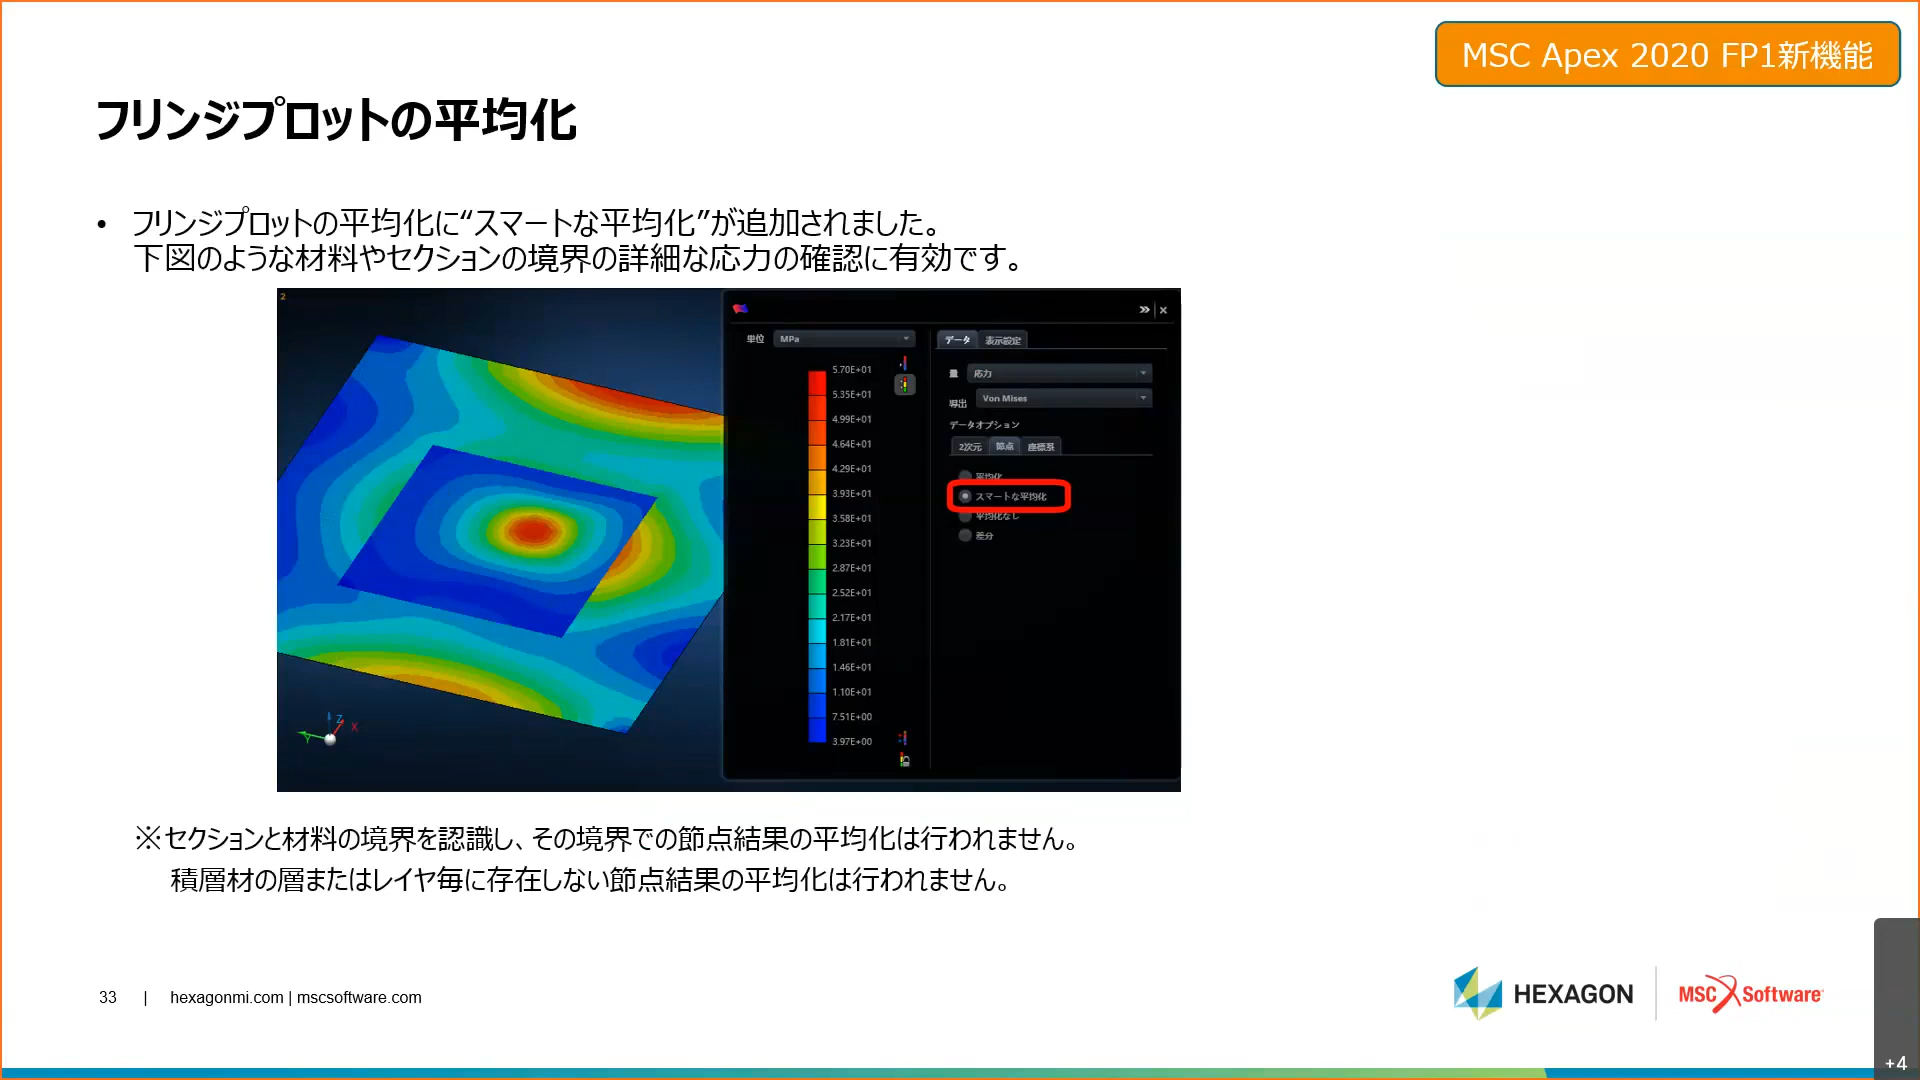 MSC Apex 2020 FP1新機能
フリンジプロットの平均化
• フリンジプロットの平均化に“スマートな平均化”が追加されました。
下図のような材料やセクションの境界の詳細な応力の確認に有効です。
2
単位 MPa
5.70E+01
5.35E+01
4.99E+01
4.64E+01
4.29E+01
3.93E+01
3.58E+01
3.23E+01
2.87E+01
2.52E+01
2.17E+01
1.81E+01
1.46E+01
1.10E+01
7.51E+00
3.97E+00
データ 表示設定
量 応力
導出 Von Mises
データオプション
2次元 節点 座標系
平均化
スマートな平均化
平均化なし
差分
Z
X
Y
※セクションと材料の境界を認識し、その境界での節点結果の平均化は行われません。
積層材の層またはレイヤ毎に存在しない節点結果の平均化は行われません。
33 | hexagonmi.com | mscsoftware.com
HEXAGON
MSC Software
+4